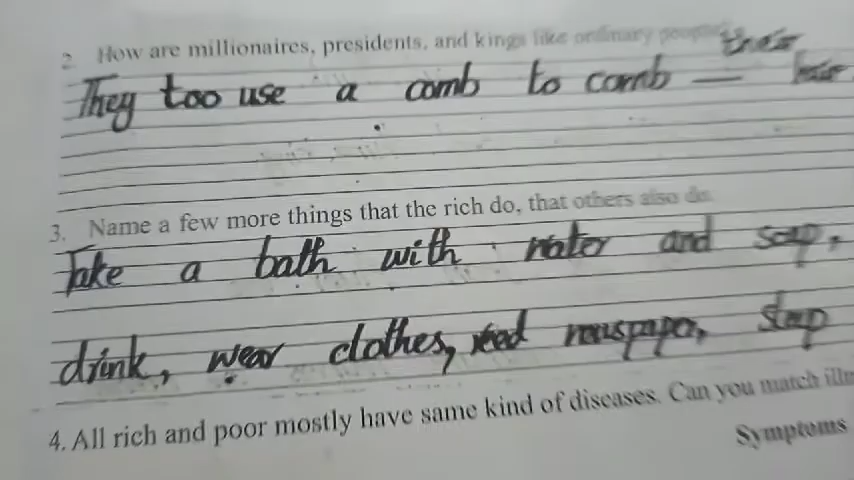 2. How are millionaires, presidents, and kings like ordinary people
their
They too use a comb to comb — hair
3. Name a few more things that the rich do, that others also do.
Take a bath with water and soap,
drink, wear clothes, read newspaper, sleep
4. All rich and poor mostly have same kind of diseases. Can you match
Symptoms